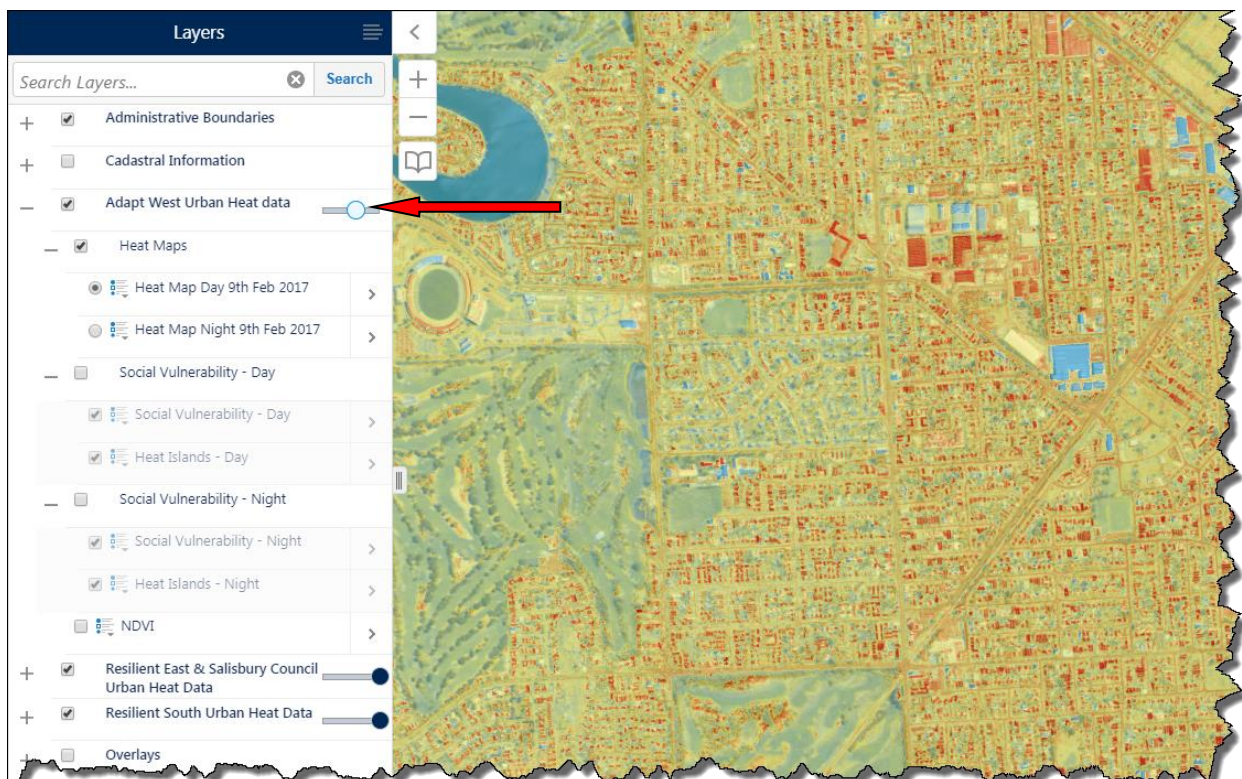 Layers
Search Layers...
Search
Administrative Boundaries
Cadastral Information
Adapt West Urban Heat data
Heat Maps
Heat Map Day 9th Feb 2017
Heat Map Night 9th Feb 2017
Social Vulnerability - Day
Social Vulnerability - Day
Heat Islands - Day
Social Vulnerability - Night
Social Vulnerability - Night
Heat Islands - Night
NDVI
Resilient East & Salisbury Council
Urban Heat Data
Resilient South Urban Heat Data
Overlays